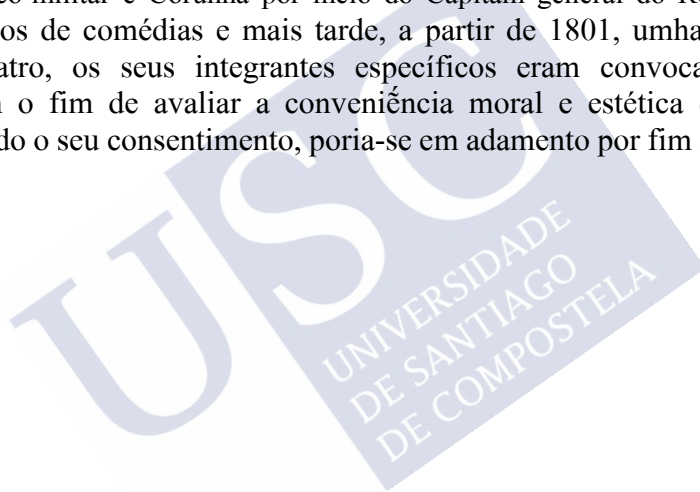 co militar e Corunha por meio do Capitam general do
os de comédias e mais tarde, a partir de 1801, umha
atro, os seus integrantes específicos eram convoca
o fim de avaliar a conveniência moral e estética
do o seu consentimento, poria-se em adamento por fim
USC
UNIVERSIDADE
DE SANTIAGO
DE COMPOSTELA